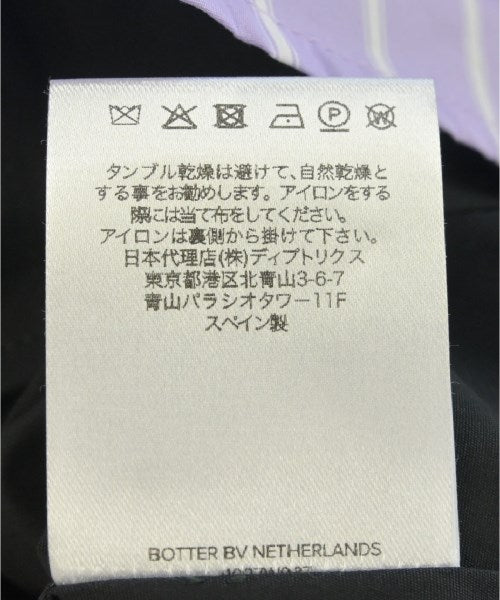 P W
タンブル乾燥は避けて、自然乾燥と
する事をお勧めします。アイロンをする
際には当て布をしてください。
アイロンは裏側から掛けて下さい。
日本代理店(株)ディプトリクス
東京都港区北青山3-6-7
青山パラシオタワー11F
スペイン製
BOTTER BV NETHERLANDS